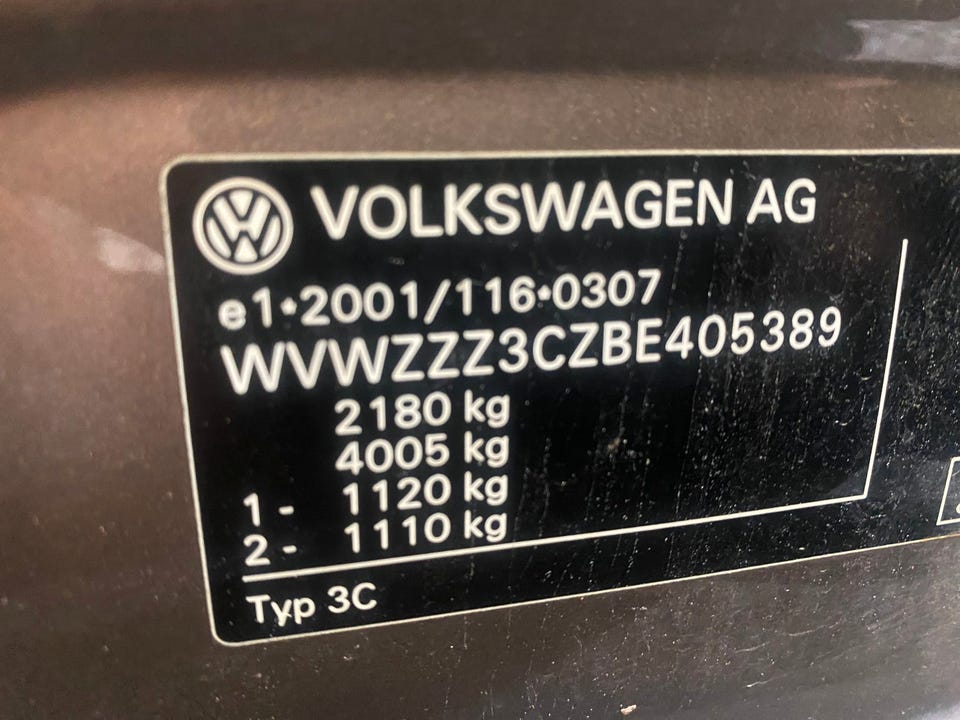 VOLKSWAGEN AG
e1*2001/116*0307
WVWZZZ3CZBE405389
2180 kg
4005 kg
1 - 1120 kg
2 - 1110 kg
Typ 3C